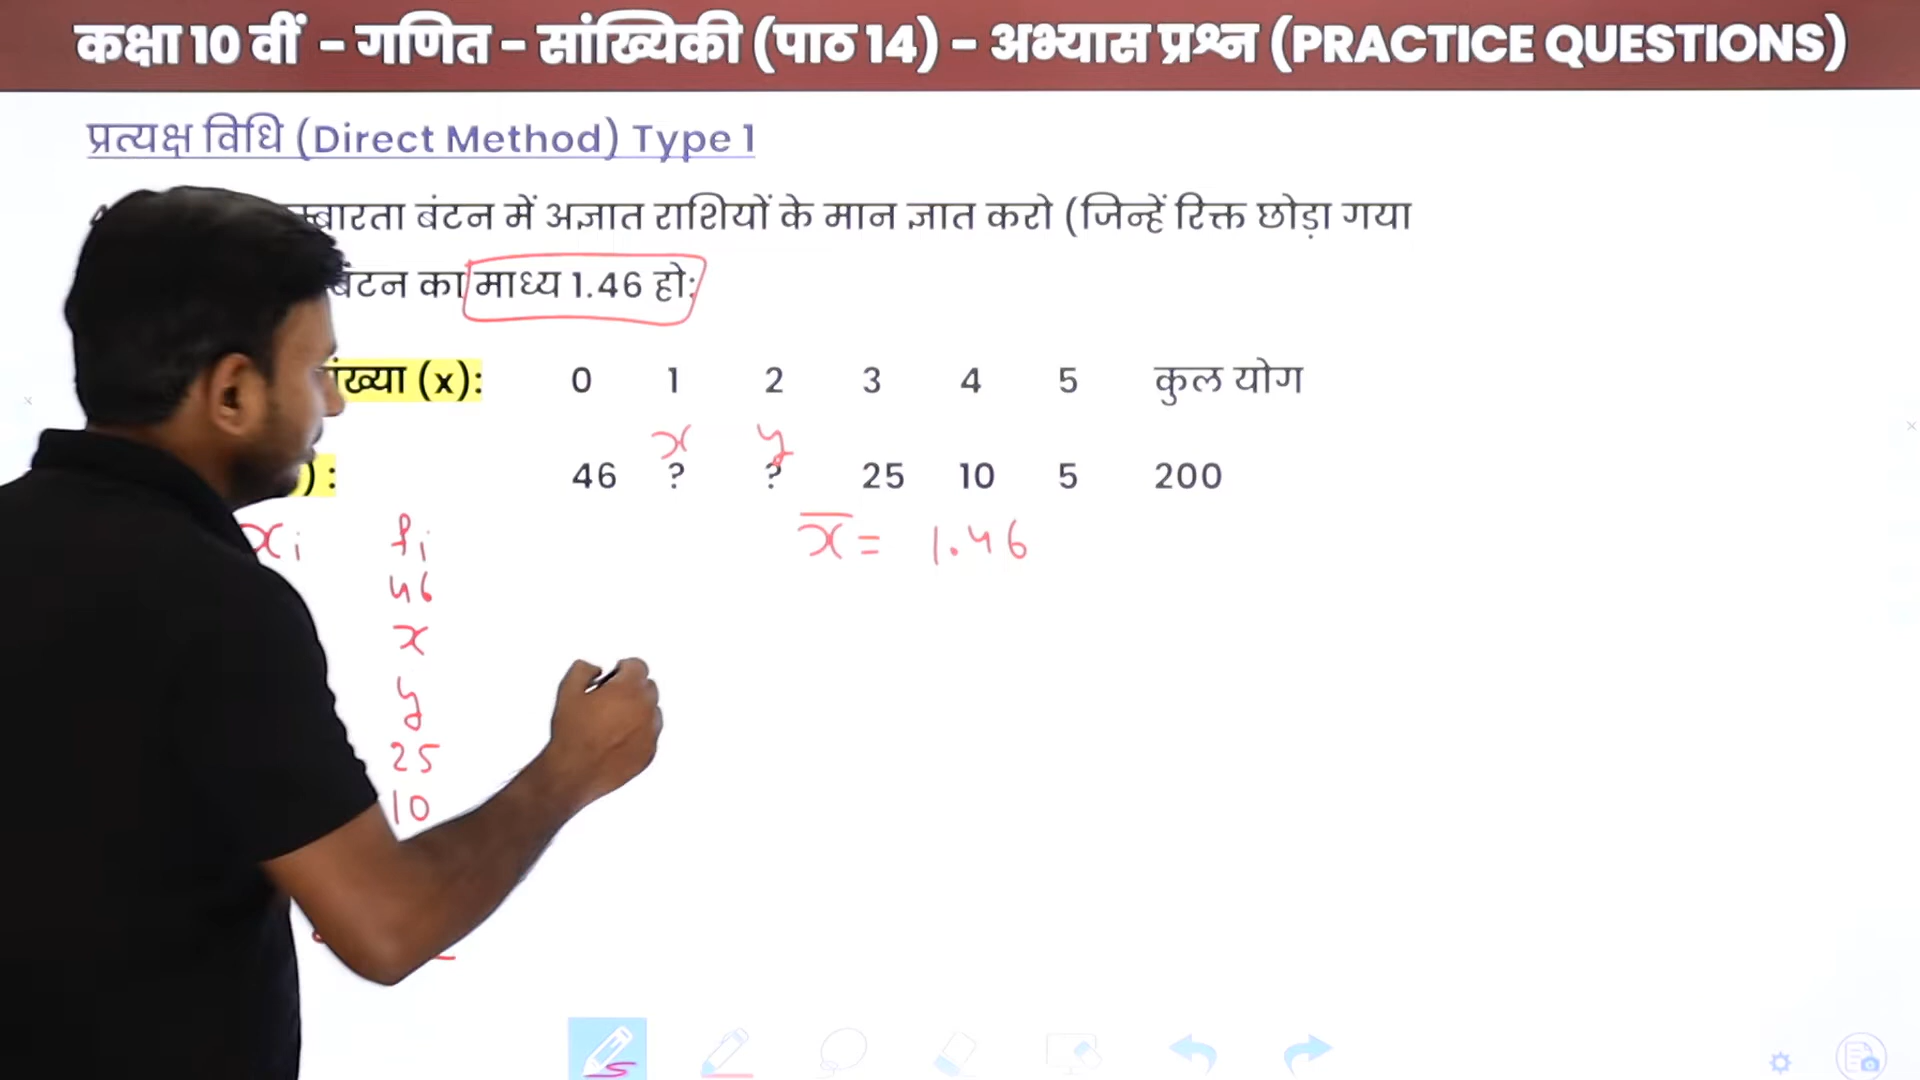 कक्षा 10 वीं - गणित - सांख्यिकी (पाठ 14) - अभ्यास प्रश्न (PRACTICE QUESTIONS)
प्रत्यक्ष विधि (Direct Method) Type 1
म्बारता बंटन में अज्ञात राशियों के मान ज्ञात करो (जिन्हें रिक्त छोड़ा गया
बंटन का माध्य 1.46 हो:
ंख्या (x): 0 1 2 3 4 5 कुल योग
x y
) : 46 ? ? 25 10 5 200
xi fi x̄ = 1.46
46
x
y
25
10